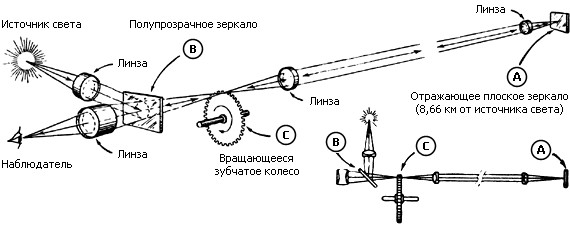 Источник света
Полупрозрачное зеркало
Линза
B
Линза
A
Линза
Отражающее плоское зеркало
(8,66 км от источника света)
Линза
C
Наблюдатель
Вращающееся
зубчатое колесо
B
C
A